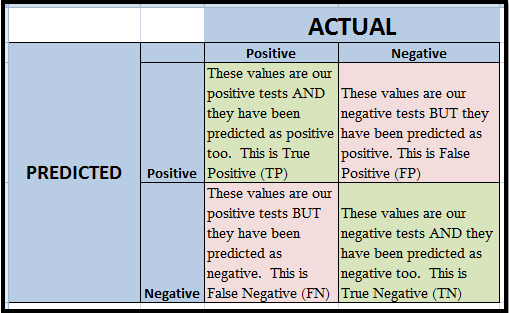 ACTUAL
Positive
Negative
PREDICTED
Positive
These values are our
positive tests AND
they have been
predicted as positive
too. This is True
Positive (TP)
These values are our
negative tests BUT they
have been predicted as
positive. This is False
Positive (FP)
Negative
These values are our
positive tests BUT
they have been
predicted as
negative. This is
False Negative (FN)
These values are our
negative tests AND they
have been predicted as
negative too. This is
True Negative (TN)